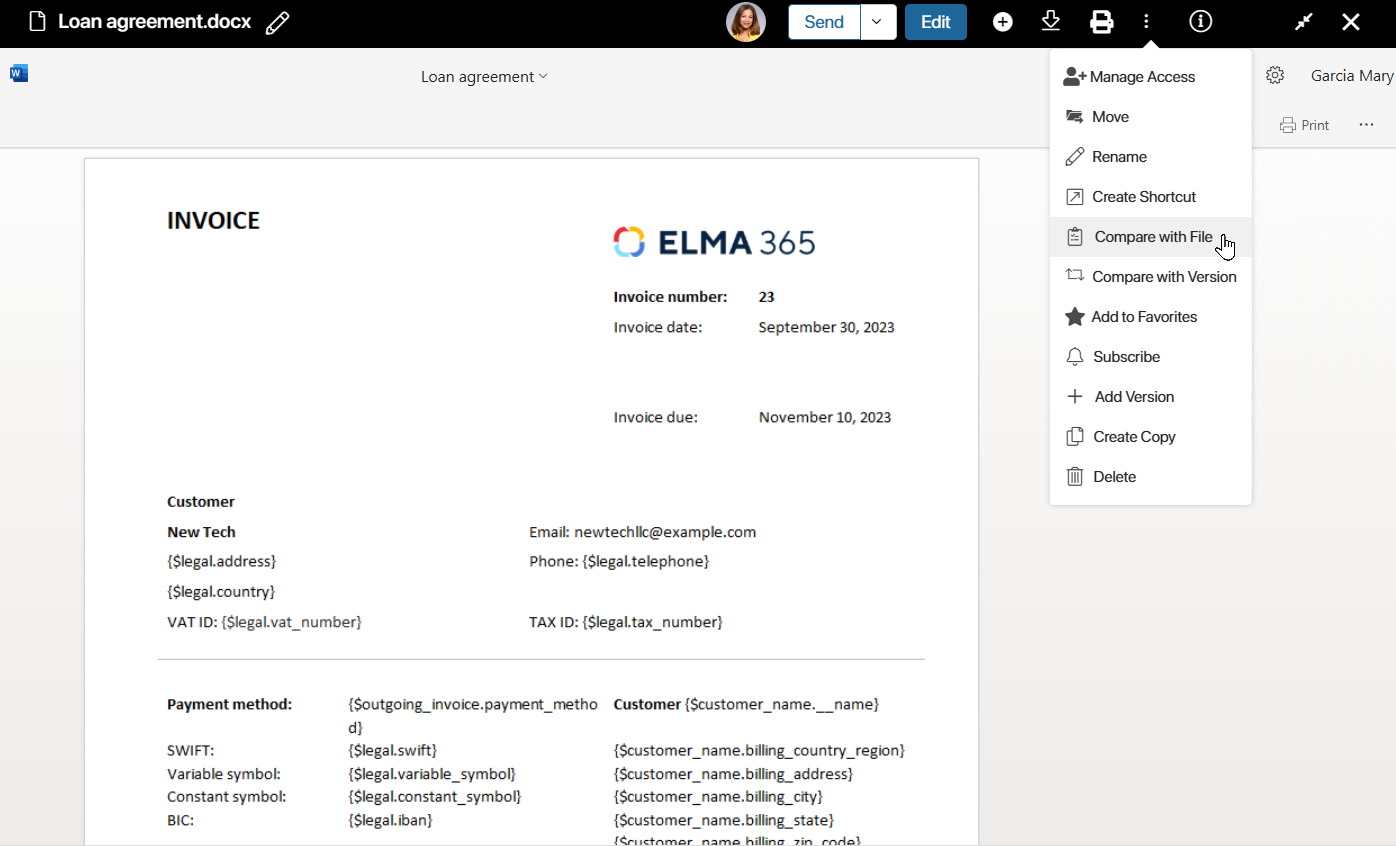 Loan agreement.docx
Send
Edit
Loan agreement
Garcia Mary
Print
Manage Access
Move
Rename
Create Shortcut
Compare with File
Compare with Version
Add to Favorites
Subscribe
Add Version
Create Copy
Delete
INVOICE
ELMA 365
Invoice number: 23
Invoice date: September 30, 2023
Invoice due: November 10, 2023
Customer
New Tech Email: newtechllc@example.com
{$legal.address} Phone: {$legal.telephone}
{$legal.country}
VAT ID: {$legal.vat_number} TAX ID: {$legal.tax_number}
Payment method: {$outgoing_invoice.payment_metho Customer {$customer_name.__name}
d}
SWIFT: {$legal.swift} {$customer_name.billing_country_region}
Variable symbol: {$legal.variable_symbol} {$customer_name.billing_address}
Constant symbol: {$legal.constant_symbol} {$customer_name.billing_city}
BIC: {$legal.iban} {$customer_name.billing_state}
{$customer_name.billing_zip_code}